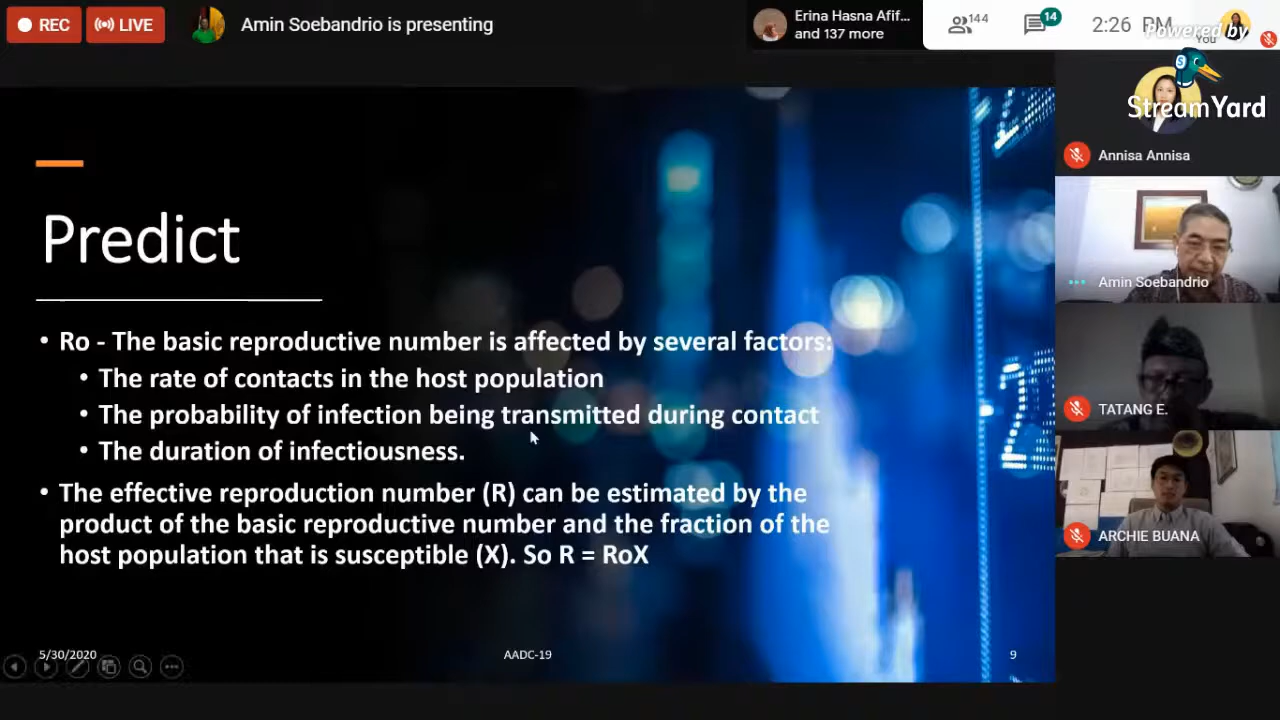 REC
LIVE
Amin Soebandrio is presenting
Erina Hasna Afif...
and 137 more
144
14
2:26 PM
You
Powered by
StreamYard
Annisa Annisa
Amin Soebandrio
TATANG E.
ARCHIE BUANA
Predict
• Ro - The basic reproductive number is affected by several factors:
• The rate of contacts in the host population
• The probability of infection being transmitted during contact
• The duration of infectiousness.
• The effective reproduction number (R) can be estimated by the
product of the basic reproductive number and the fraction of the
host population that is susceptible (X). So R = RoX
5/30/2020
AADC-19
9